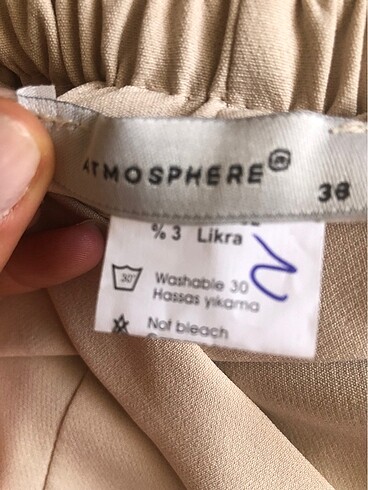 ATMOSPHERE®
36
% 3 Likra
30°
Washable 30
Hassas yıkama
Not bleach